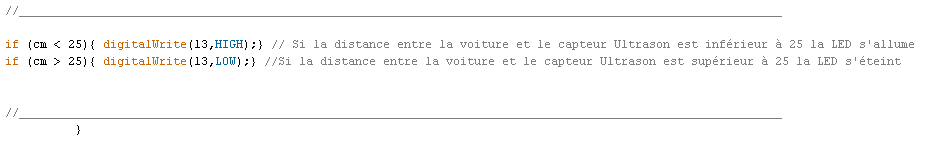 //______________________________________________________________________________________________________________
if (cm < 25){ digitalWrite(13,HIGH);} // Si la distance entre la voiture et le capteur Ultrason est inférieur à 25 la LED s'allume
if (cm > 25){ digitalWrite(13,LOW);} //Si la distance entre la voiture et le capteur Ultrason est supérieur à 25 la LED s'éteint
//______________________________________________________________________________________________________________
}